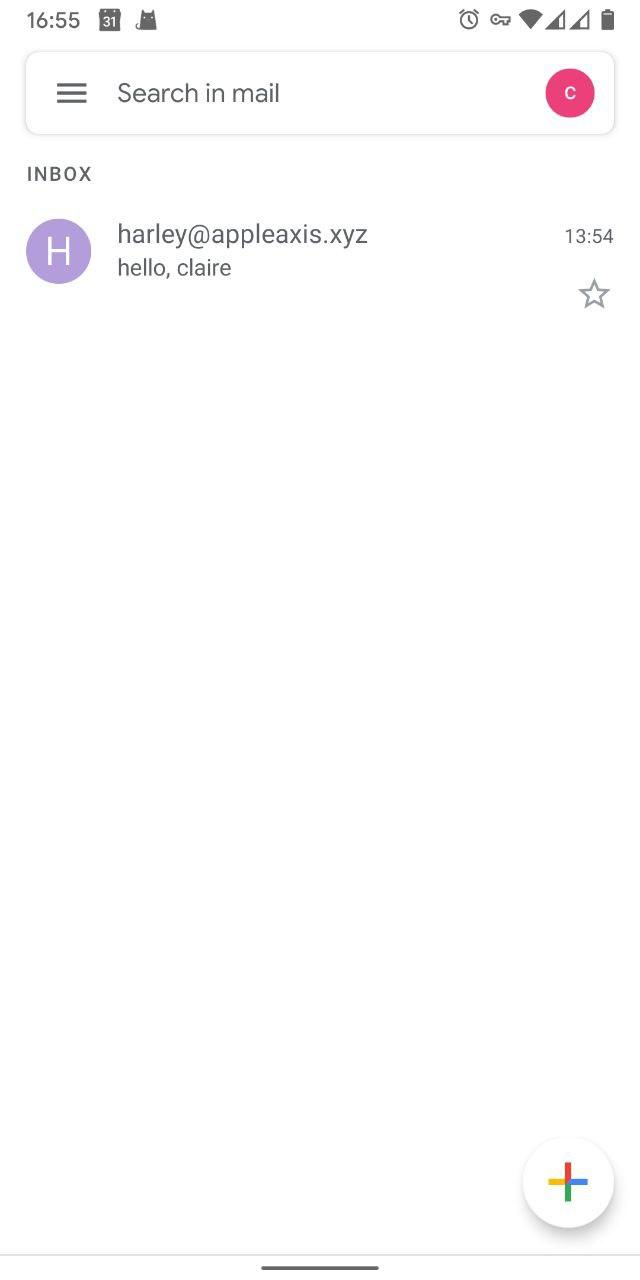 16:55 31
Search in mail C
INBOX
H harley@appleaxis.xyz 13:54
hello, claire